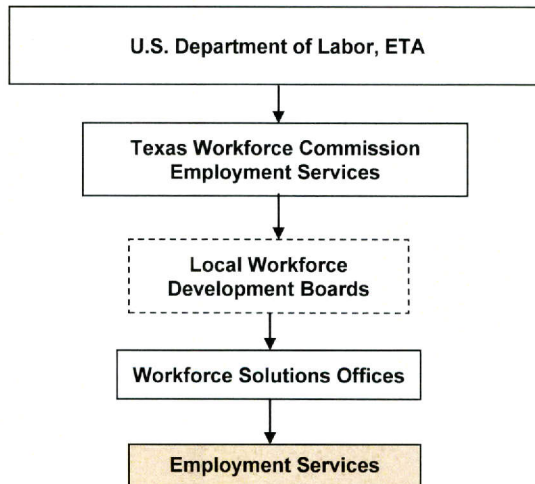 U.S. Department of Labor, ETA
Texas Workforce Commission
Employment Services
Local Workforce
Development Boards
Workforce Solutions Offices
Employment Services